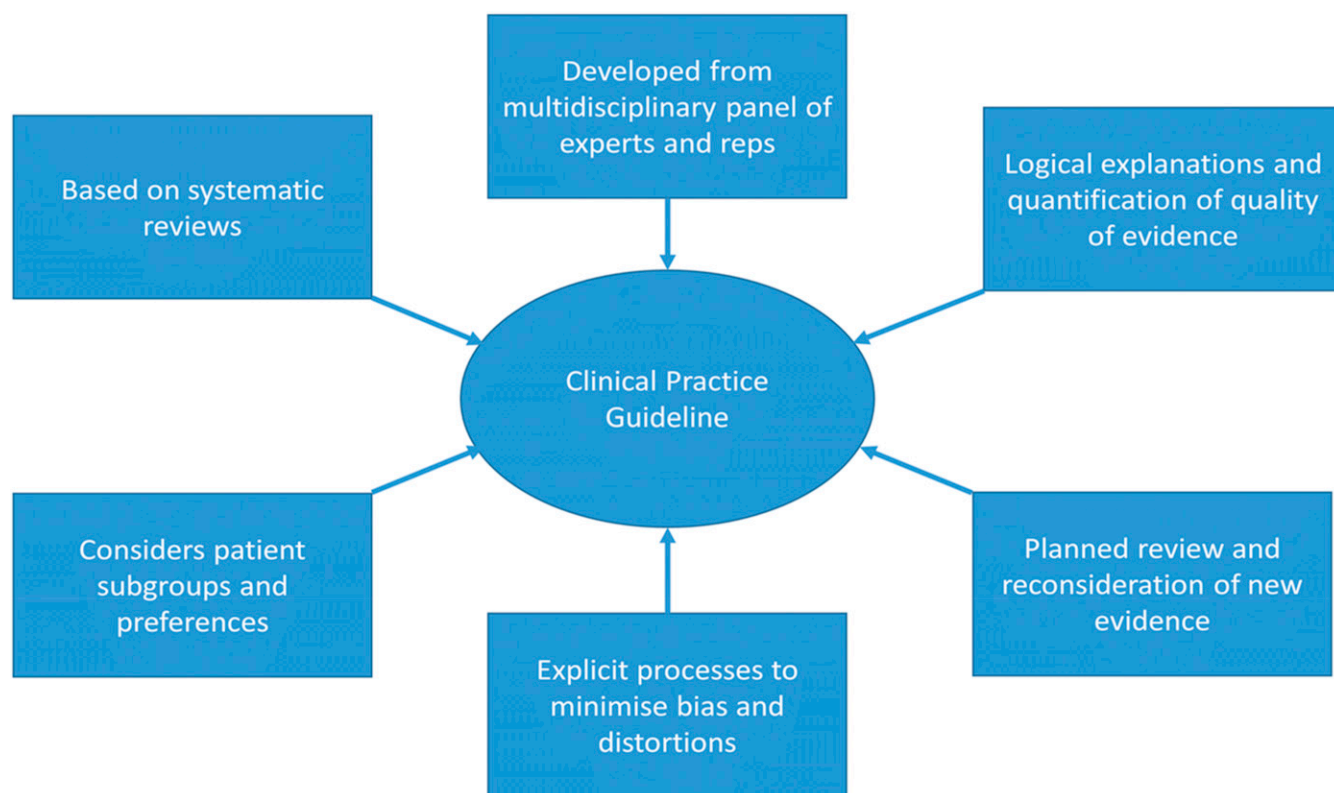 Developed from
multidisciplinary panel of
experts and reps
Based on systematic
reviews
Logical explanations and
quantification of quality
of evidence
Clinical Practice
Guideline
Considers patient
subgroups and
preferences
Planned review and
reconsideration of new
evidence
Explicit processes to
minimise bias and
distortions